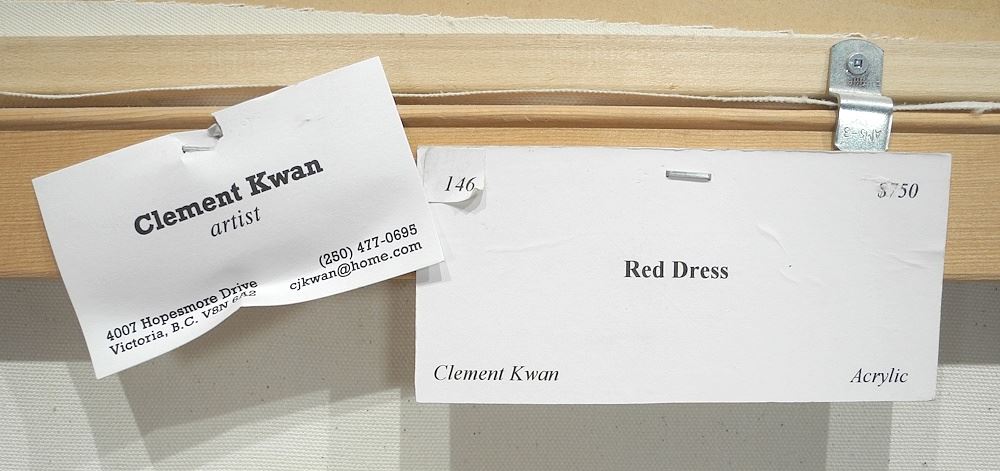 Clement Kwan
artist
(250) 477-0695
cjkwan@home.com
4007 Hopesmore Drive
Victoria, B.C. V8N
146
$750
Red Dress
Clement Kwan
Acrylic